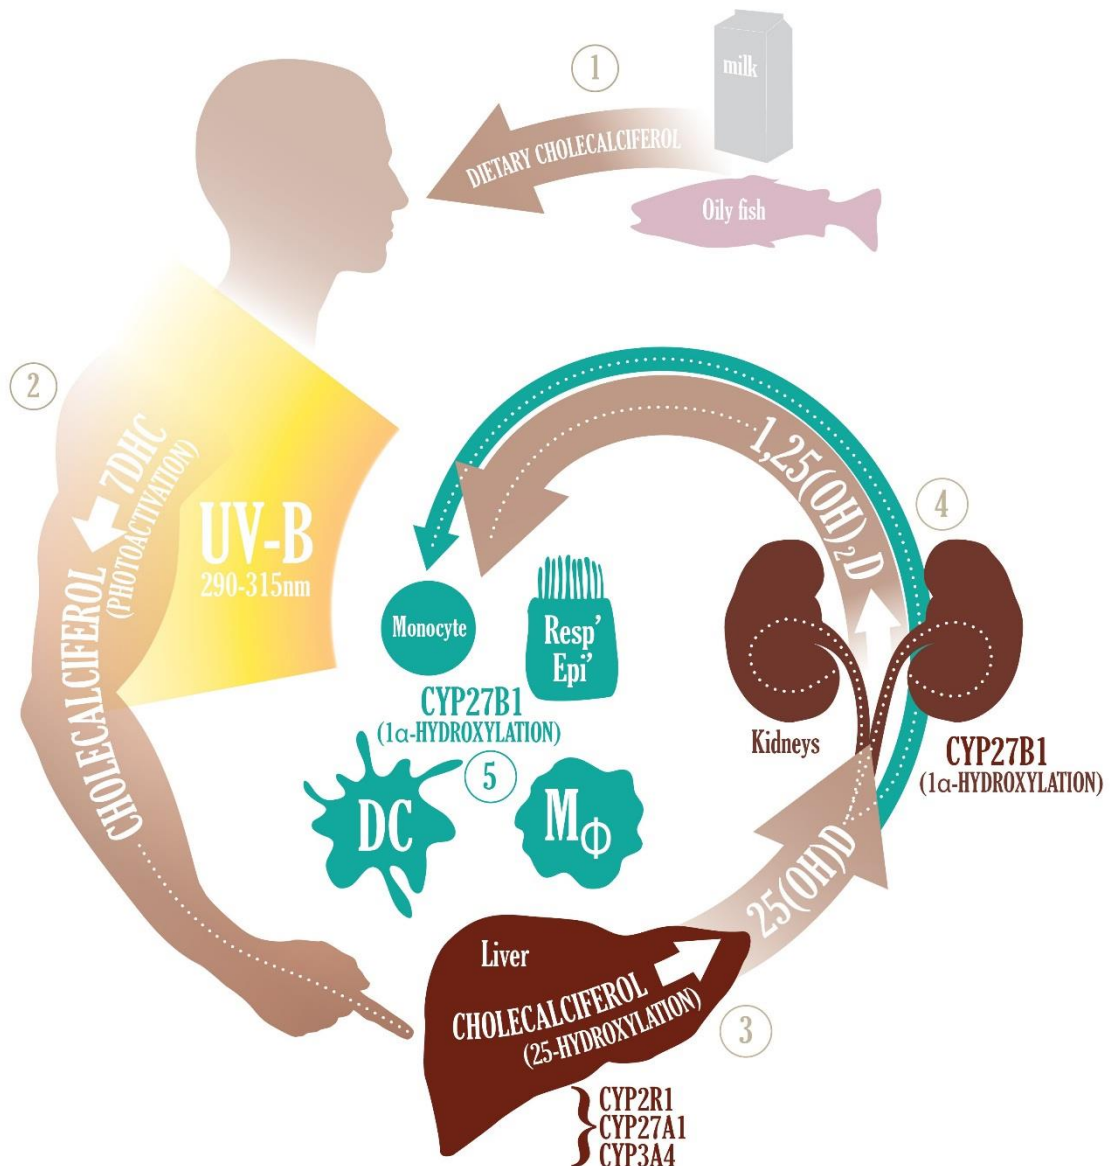 1
milk
DIETARY CHOLECALCIFEROL
Oily fish
2
7DHC
(PHOTOACTIVATION)
CHOLECALCIFEROL
UV-B
290-315nm
1,25(OH)₂D
4
Monocyte
Resp'
Epi'
CYP27B1
(1α-HYDROXYLATION)
5
DC
MΦ
Kidneys
CYP27B1
(1α-HYDROXYLATION)
25(OH)D
Liver
CHOLECALCIFEROL
(25-HYDROXYLATION)
3
CYP2R1
CYP27A1
CYP3A4